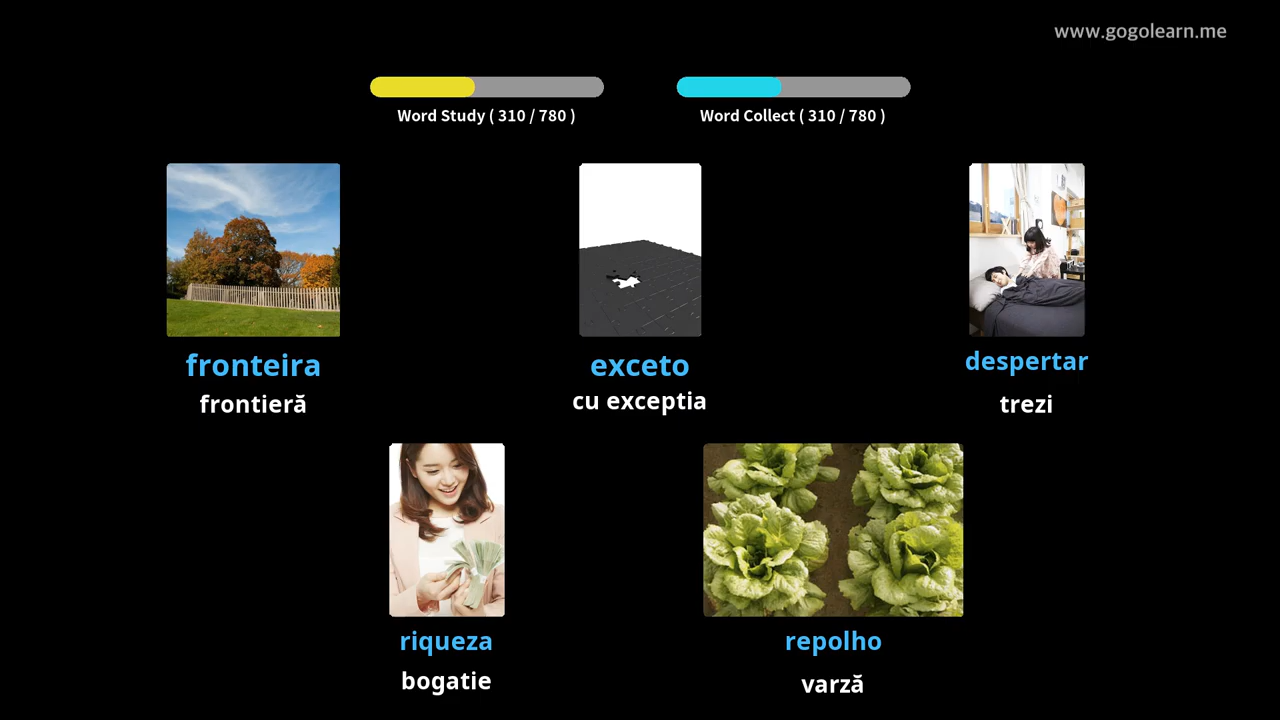 www.gogolearn.me
Word Study ( 310 / 780 )
Word Collect ( 310 / 780 )
fronteira
frontieră
exceto
cu exceptia
despertar
trezi
riqueza
bogatie
repolho
varză